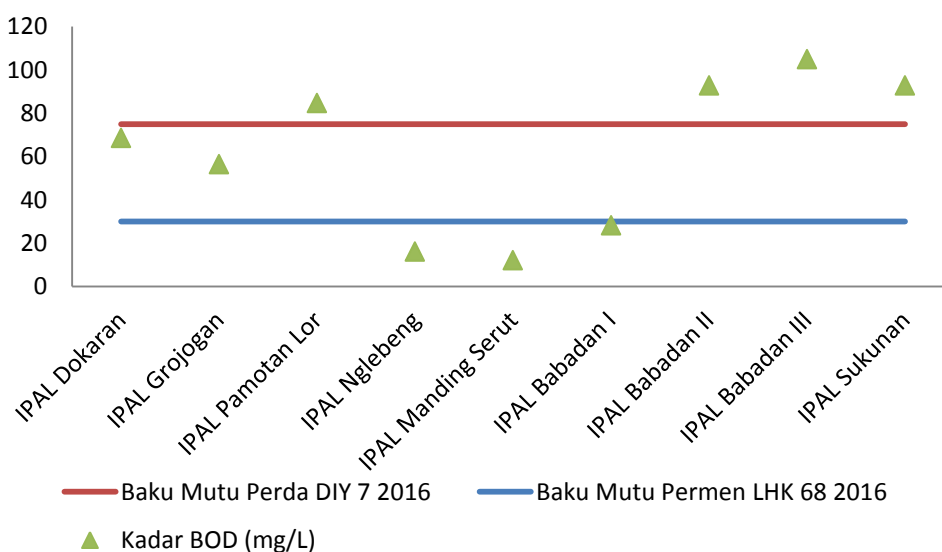 120
100
80
60
40
20
0
IPAL Dokaran
IPAL Grojogan
IPAL Pamotan Lor
IPAL Nglebeng
IPAL Manding Serut
IPAL Babadan I
IPAL Babadan II
IPAL Babadan III
IPAL Sukunan
Baku Mutu Perda DIY 7 2016
Baku Mutu Permen LHK 68 2016
Kadar BOD (mg/L)